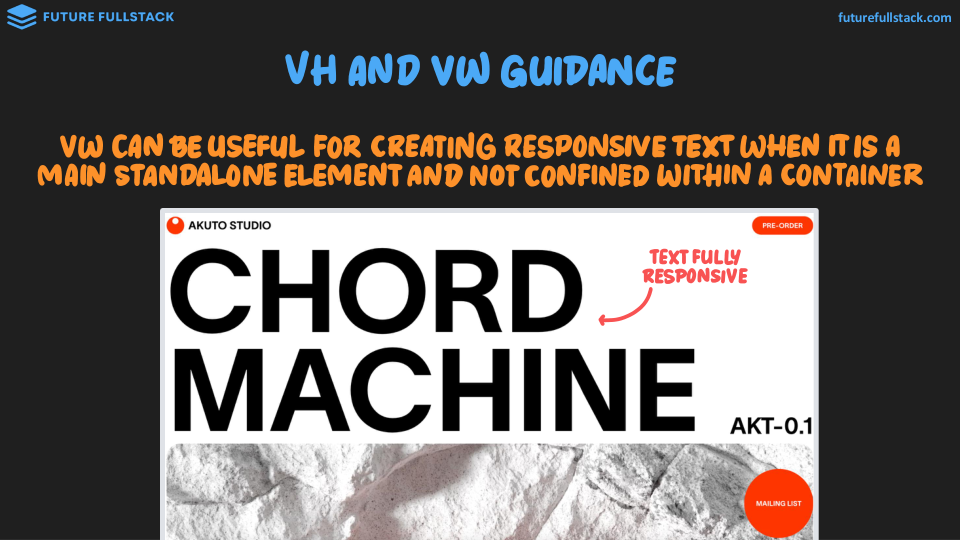 FUTURE FULLSTACK
futurefullstack.com
VH AND VW GUIDANCE
VW CAN BE USEFUL FOR CREATING RESPONSIVE TEXT WHEN IT IS A
MAIN STANDALONE ELEMENT AND NOT CONFINED WITHIN A CONTAINER
AKUTO STUDIO
PRE-ORDER
CHORD
MACHINE
TEXT FULLY
RESPONSIVE
AKT-0.1
MAILING LIST